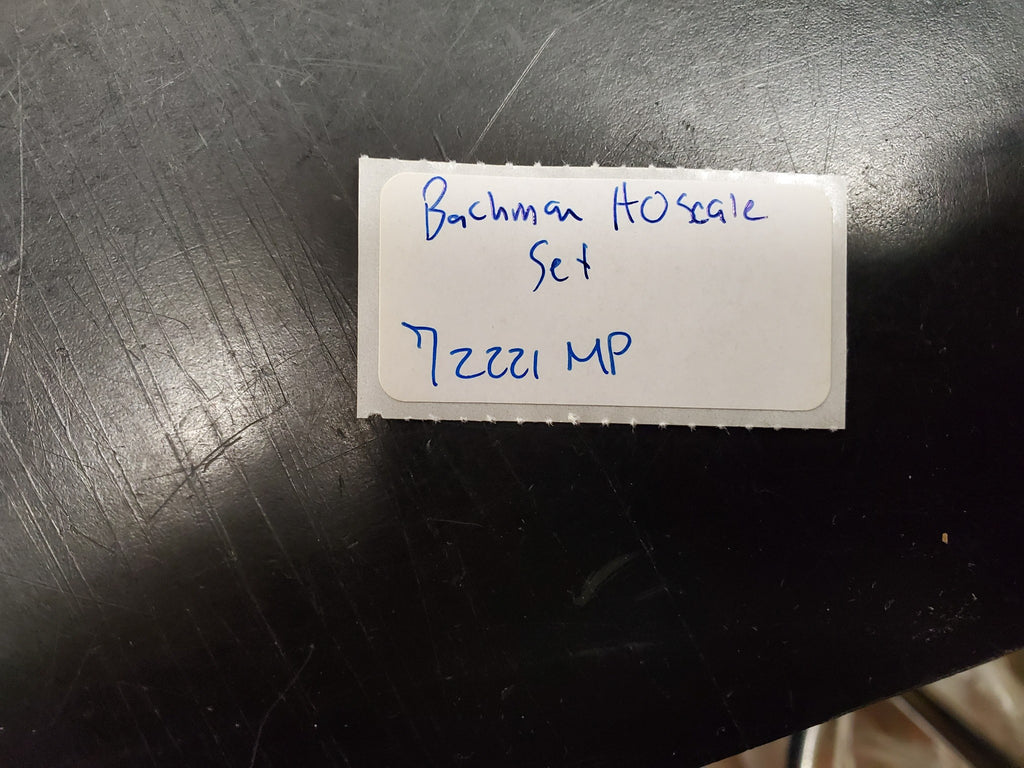 Bachman HO scale
Set
72221 MP